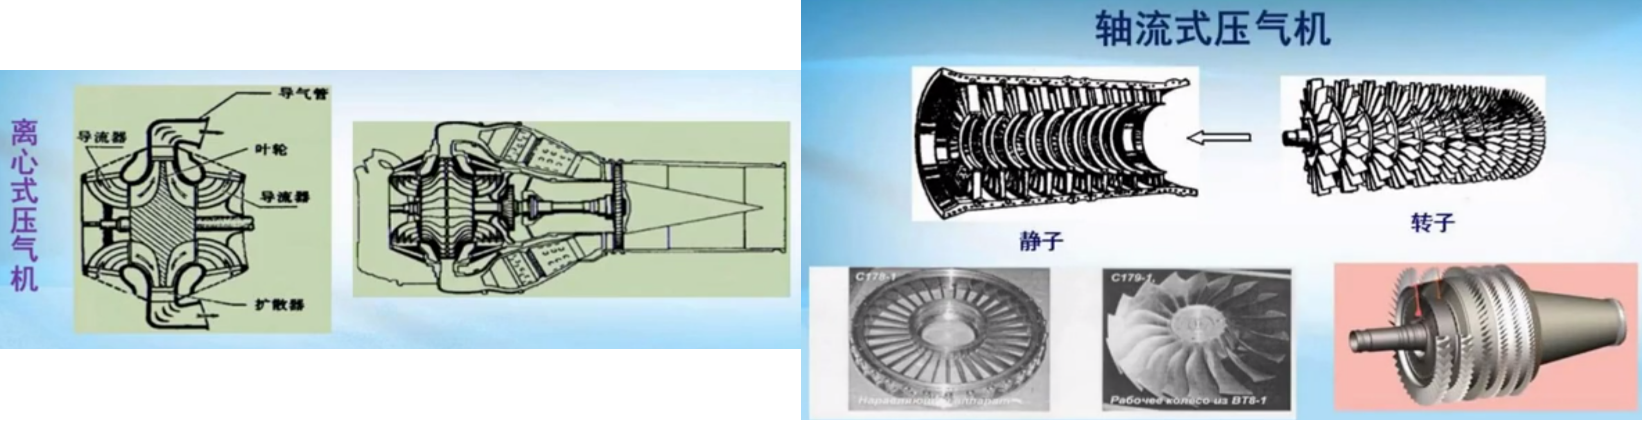 离心式压气机
导气管
导流器
叶轮
导流器
扩散器
轴流式压气机
静子
转子
C178-1
C179-1
Рабочее колесо из ВТ8-1